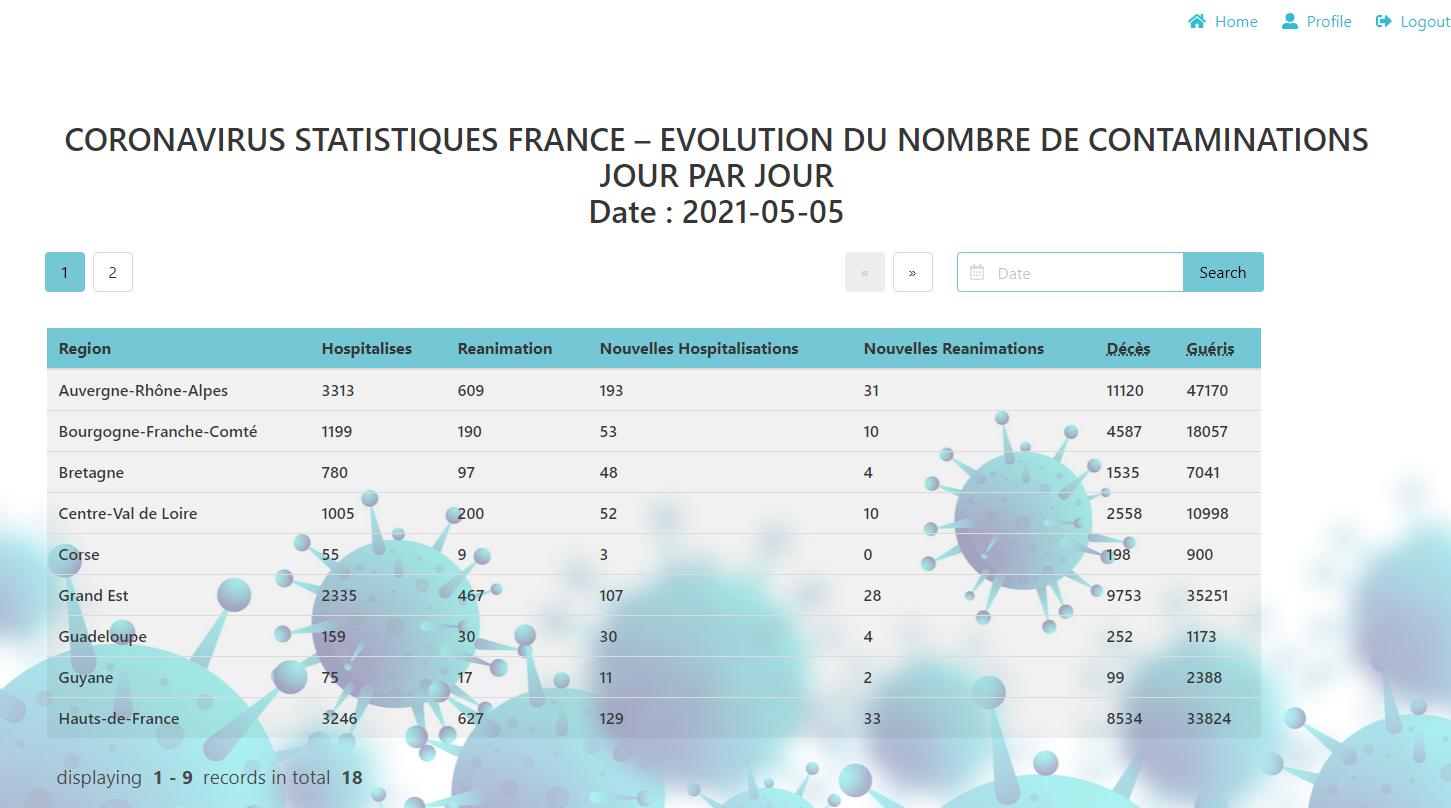 Home Profile Logout
CORONAVIRUS STATISTIQUES FRANCE – EVOLUTION DU NOMBRE DE CONTAMINATIONS
JOUR PAR JOUR
Date : 2021-05-05
1 2 « » Date Search
Region Hospitalises Reanimation Nouvelles Hospitalisations Nouvelles Reanimations Décès Guéris
Auvergne-Rhône-Alpes 3313 609 193 31 11120 47170
Bourgogne-Franche-Comté 1199 190 53 10 4587 18057
Bretagne 780 97 48 4 1535 7041
Centre-Val de Loire 1005 200 52 10 2558 10998
Corse 55 9 3 0 198 900
Grand Est 2335 467 107 28 9753 35251
Guadeloupe 159 30 30 4 252 1173
Guyane 75 17 11 2 99 2388
Hauts-de-France 3246 627 129 33 8534 33824
displaying 1 - 9 records in total 18